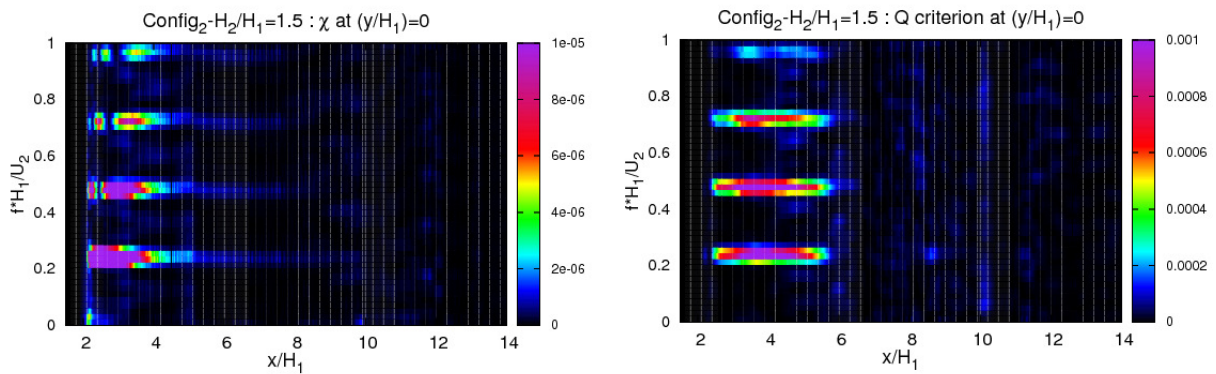 Config₂-H₂/H₁=1.5 : χ at (y/H₁)=0
f*H₁/U₂
1
0.8
0.6
0.4
0.2
0
2 4 6 8 10 12 14
x/H₁
1e-05
8e-06
6e-06
4e-06
2e-06
0
Config₂-H₂/H₁=1.5 : Q criterion at (y/H₁)=0
f*H₁/U₂
1
0.8
0.6
0.4
0.2
0
2 4 6 8 10 12 14
x/H₁
0.001
0.0008
0.0006
0.0004
0.0002
0